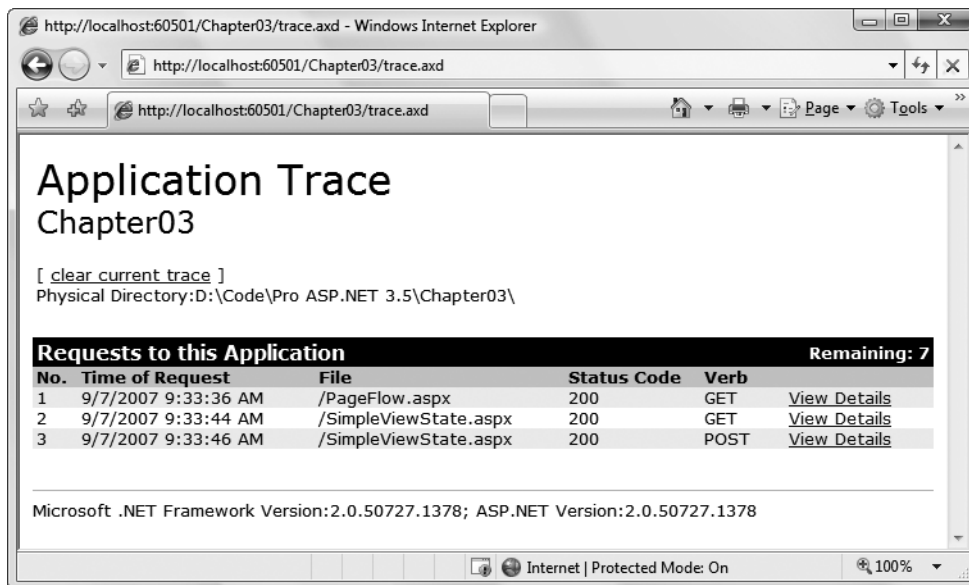 http://localhost:60501/Chapter03/trace.axd - Windows Internet Explorer
http://localhost:60501/Chapter03/trace.axd
http://localhost:60501/Chapter03/trace.axd Page Tools
Application Trace
Chapter03
[ clear current trace ]
Physical Directory:D:\Code\Pro ASP.NET 3.5\Chapter03\
Requests to this Application Remaining: 7
No. Time of Request File Status Code Verb
1 9/7/2007 9:33:36 AM /PageFlow.aspx 200 GET View Details
2 9/7/2007 9:33:44 AM /SimpleViewState.aspx 200 GET View Details
3 9/7/2007 9:33:46 AM /SimpleViewState.aspx 200 POST View Details
Microsoft .NET Framework Version:2.0.50727.1378; ASP.NET Version:2.0.50727.1378
Internet | Protected Mode: On 100%